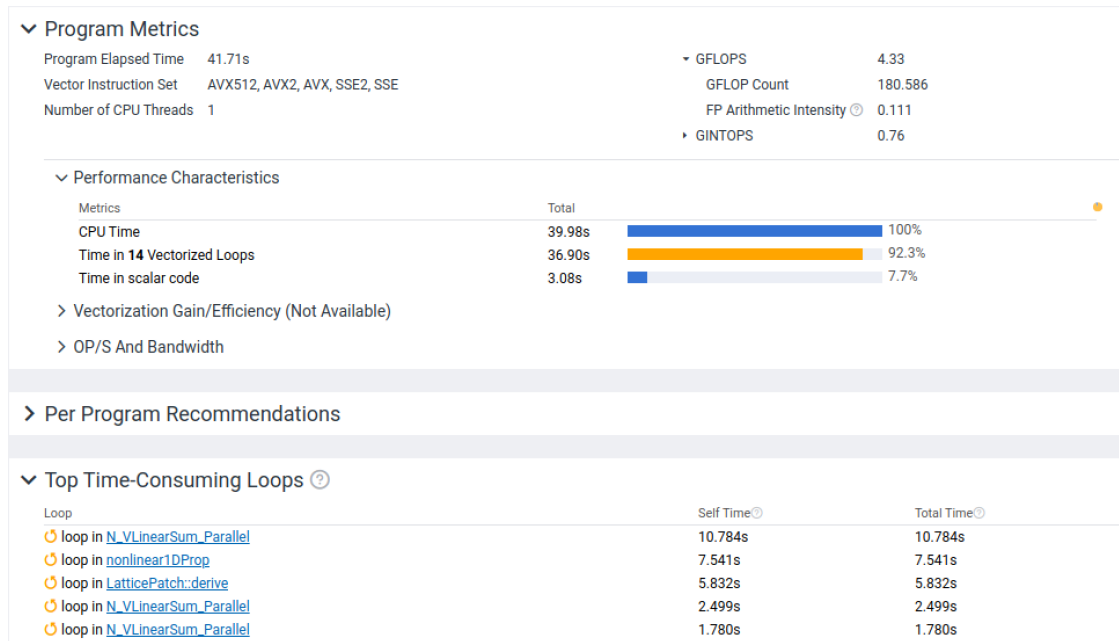 Program Metrics
Program Elapsed Time 41.71s
Vector Instruction Set AVX512, AVX2, AVX, SSE2, SSE
Number of CPU Threads 1
GFLOPS 4.33
GFLOP Count 180.586
FP Arithmetic Intensity ? 0.111
GINTOPS 0.76
Performance Characteristics
Metrics Total
CPU Time 39.98s 100%
Time in 14 Vectorized Loops 36.90s 92.3%
Time in scalar code 3.08s 7.7%
Vectorization Gain/Efficiency (Not Available)
OP/S And Bandwidth
Per Program Recommendations
Top Time-Consuming Loops ?
Loop Self Time ? Total Time ?
loop in N_VLinearSum_Parallel 10.784s 10.784s
loop in nonlinear1DProp 7.541s 7.541s
loop in LatticePatch::derive 5.832s 5.832s
loop in N_VLinearSum_Parallel 2.499s 2.499s
loop in N_VLinearSum_Parallel 1.780s 1.780s